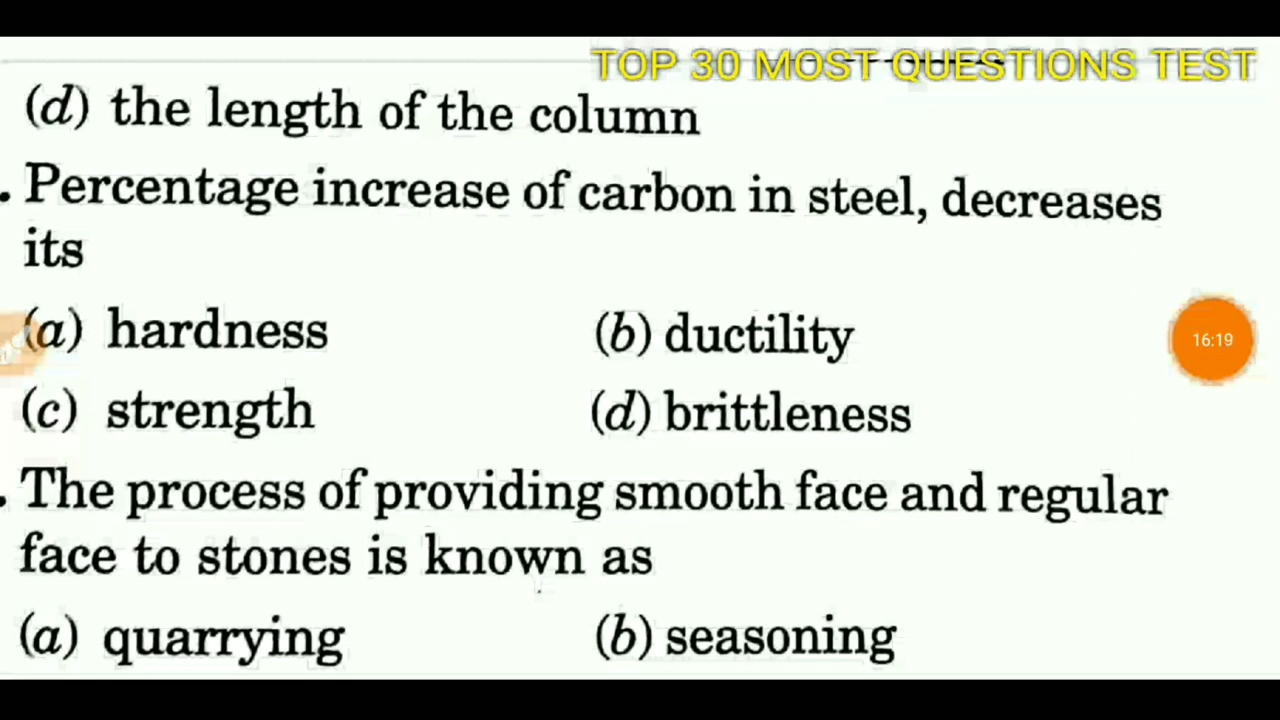 TOP 30 MOST QUESTIONS TEST
(d) the length of the column
. Percentage increase of carbon in steel, decreases
its
(a) hardness (b) ductility
16:19
(c) strength (d) brittleness
. The process of providing smooth face and regular
face to stones is known as
(a) quarrying (b) seasoning